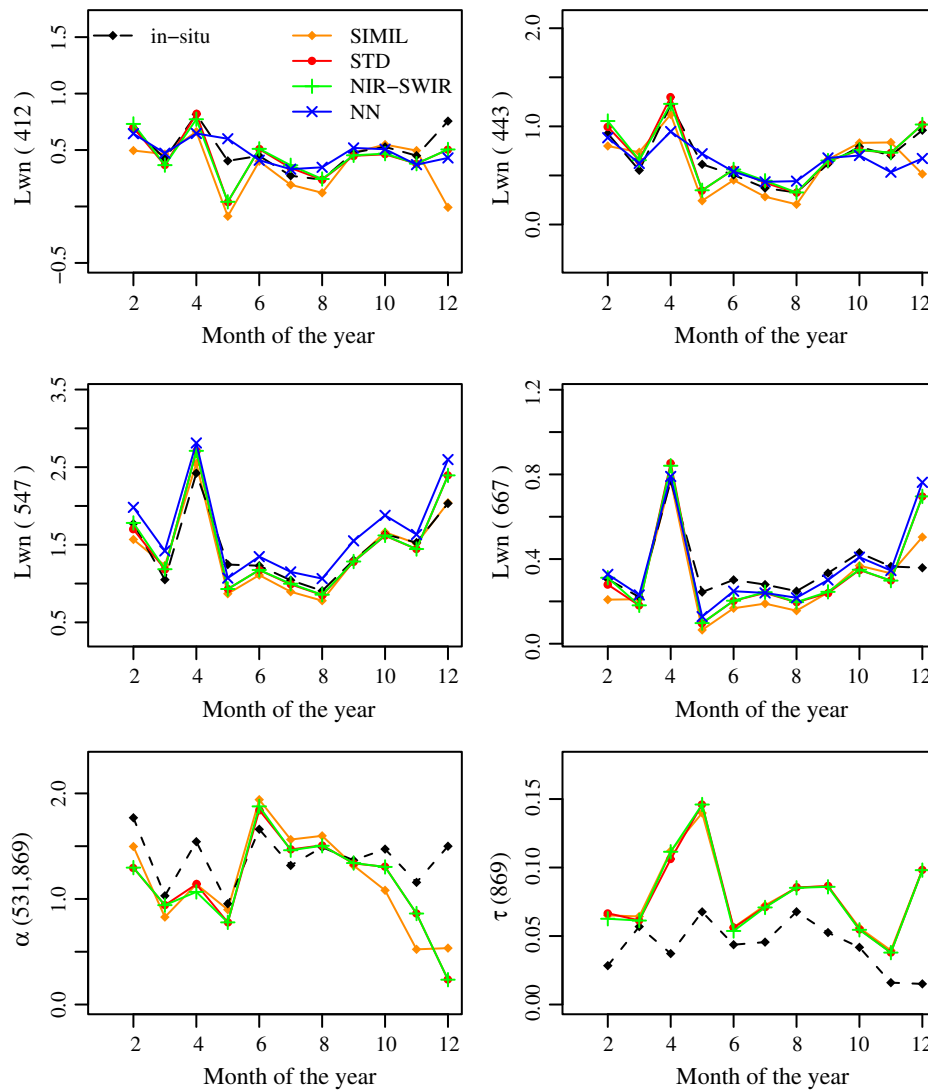 in−situ
SIMIL
STD
NIR−SWIR
NN
Lwn ( 412 )
−0.5 0.5 1.0 1.5
2 4 6 8 10 12
Month of the year
Lwn ( 443 )
0.0 1.0 2.0
2 4 6 8 10 12
Month of the year
Lwn ( 547 )
0.5 1.5 2.5 3.5
2 4 6 8 10 12
Month of the year
Lwn ( 667 )
0.0 0.4 0.8 1.2
2 4 6 8 10 12
Month of the year
α (531,869)
0.0 1.0 2.0
2 4 6 8 10 12
Month of the year
τ (869)
0.00 0.05 0.10 0.15
2 4 6 8 10 12
Month of the year